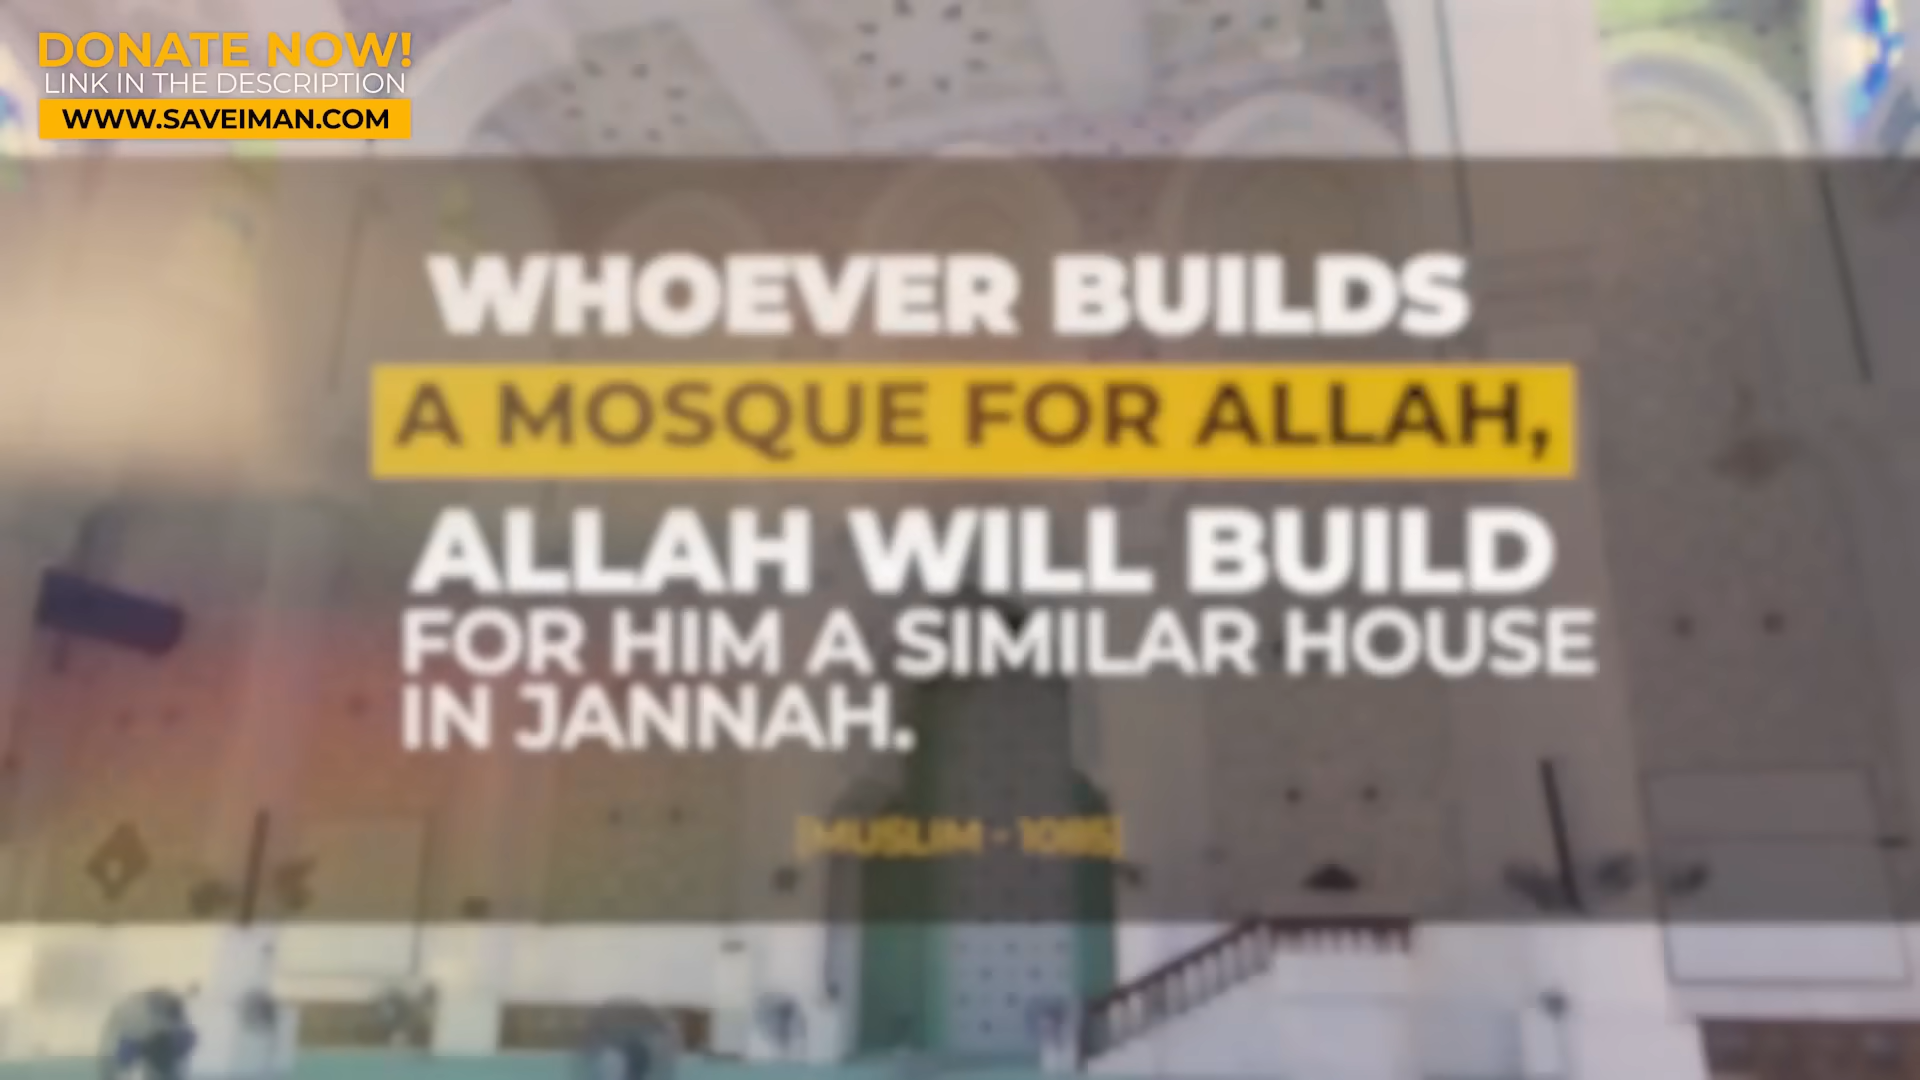 DONATE NOW!
LINK IN THE DESCRIPTION
WWW.SAVEIMAN.COM
WHOEVER BUILDS
A MOSQUE FOR ALLAH,
ALLAH WILL BUILD
FOR HIM A SIMILAR HOUSE
IN JANNAH.
[MUSLIM -